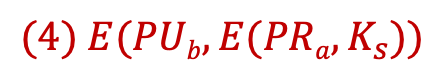 (4) E(PU_b, E(PR_a, K_s))